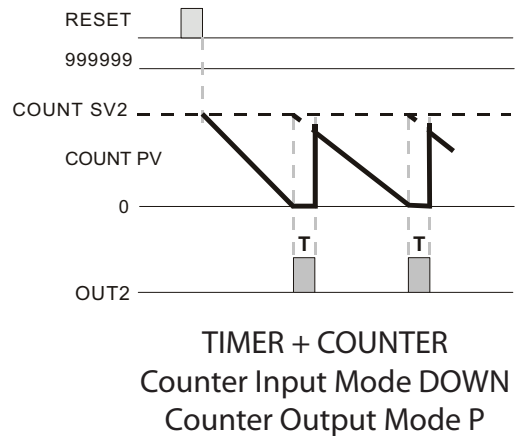 RESET
999999
COUNT SV2
COUNT PV
0
T T
OUT2
TIMER + COUNTER
Counter Input Mode DOWN
Counter Output Mode P